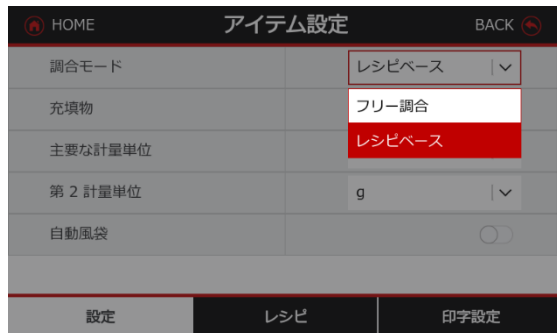 HOME
アイテム設定
BACK
調合モード
レシピベース
充填物
フリー調合
レシピベース
主要な計量単位
第 2 計量単位
g
自動風袋
設定
レシピ
印字設定